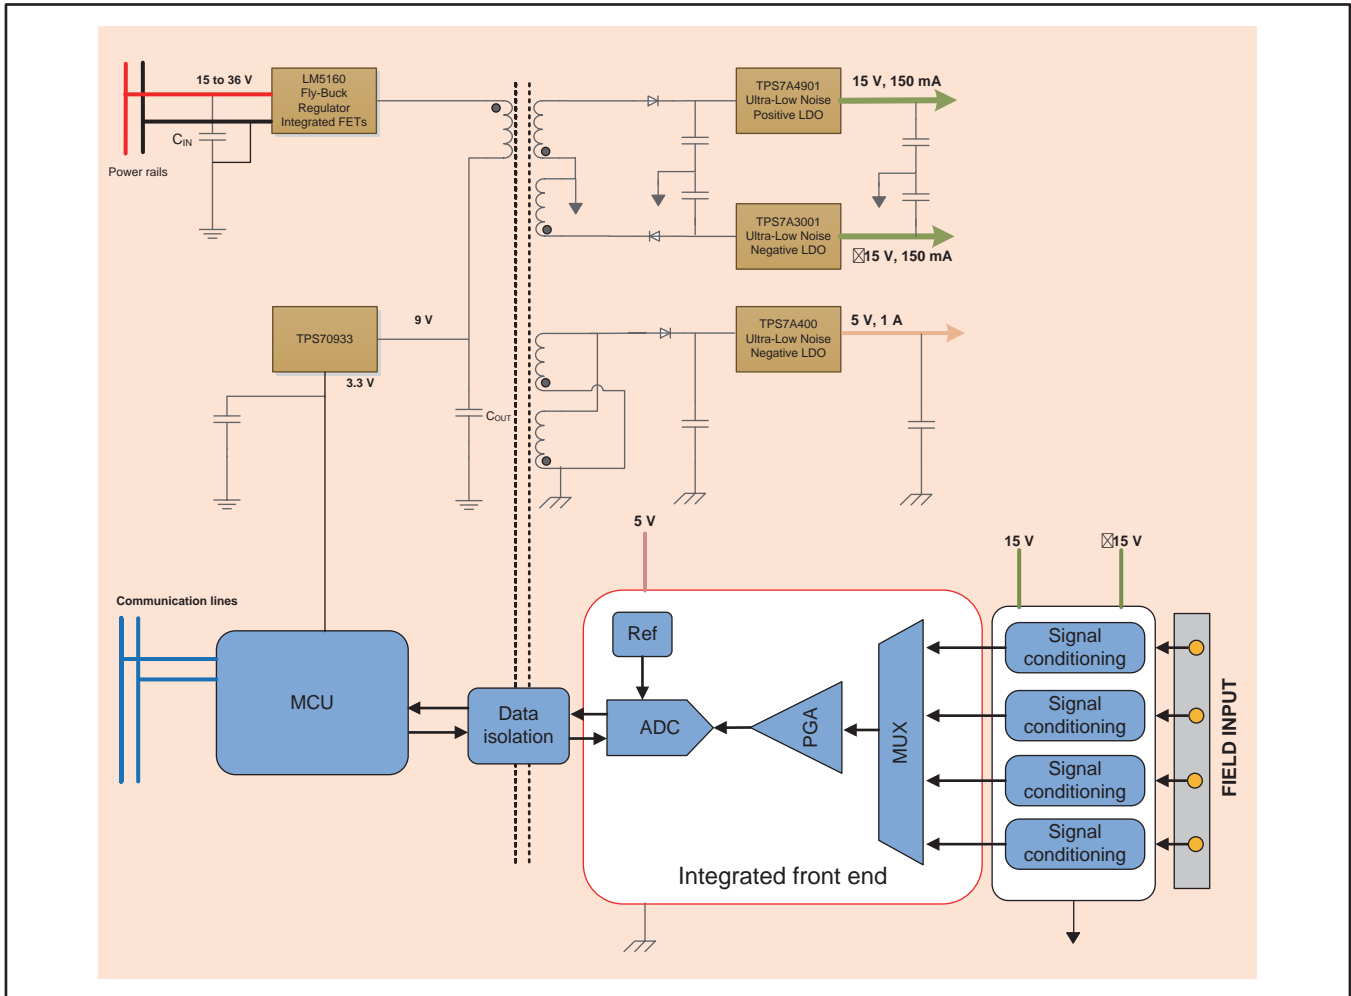 15 to 36 V
LM5160
Fly-Buck
Regulator
Integrated FETs
CIN
Power rails
TPS7A4901
Ultra-Low Noise
Positive LDO
15 V, 150 mA
TPS7A3001
Ultra-Low Noise
Negative LDO
☒15 V, 150 mA
TPS70933
9 V
3.3 V
COUT
TPS7A400
Ultra-Low Noise
Negative LDO
5 V, 1 A
5 V
15 V
☒15 V
Communication lines
MCU
Data
isolation
Ref
ADC
PGA
MUX
Signal
conditioning
Signal
conditioning
Signal
conditioning
Signal
conditioning
FIELD INPUT
Integrated front end